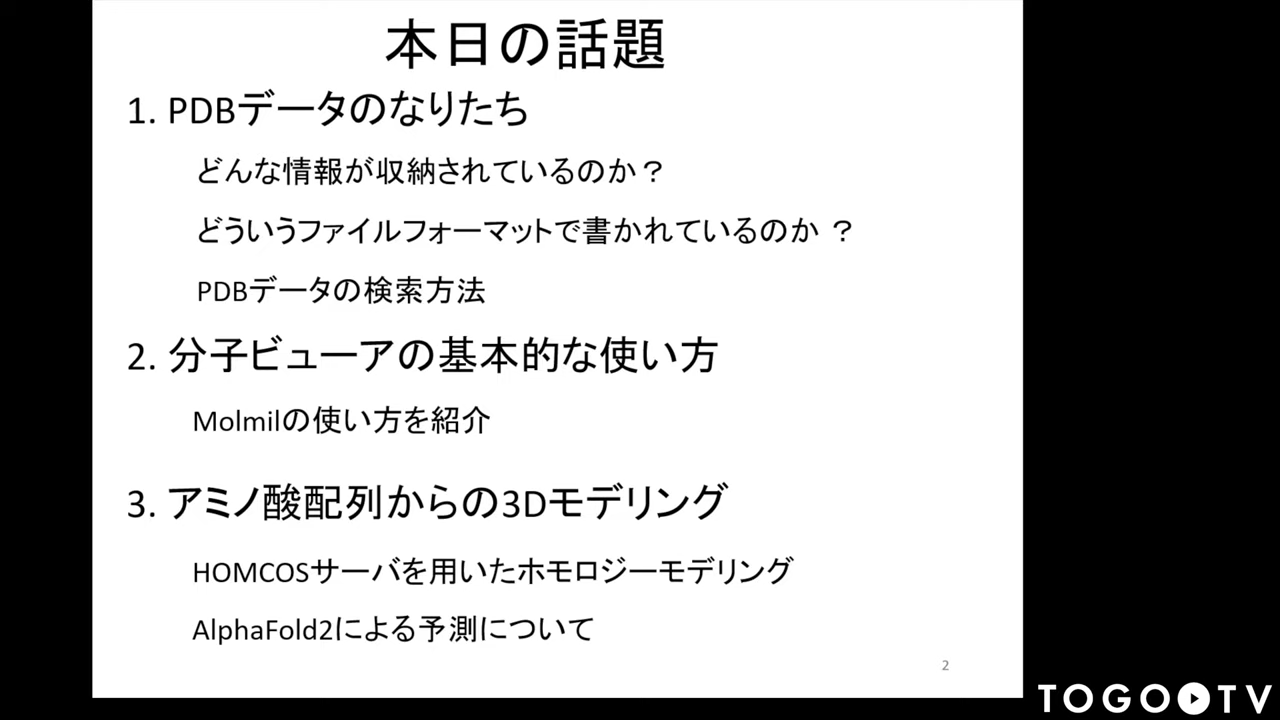 本日の話題
1. PDBデータのなりたち
どんな情報が収納されているのか？
どういうファイルフォーマットで書かれているのか ？
PDBデータの検索方法
2. 分子ビューアの基本的な使い方
Molmilの使い方を紹介
3. アミノ酸配列からの3Dモデリング
HOMCOSサーバを用いたホモロジーモデリング
AlphaFold2による予測について
2
TOGO TV